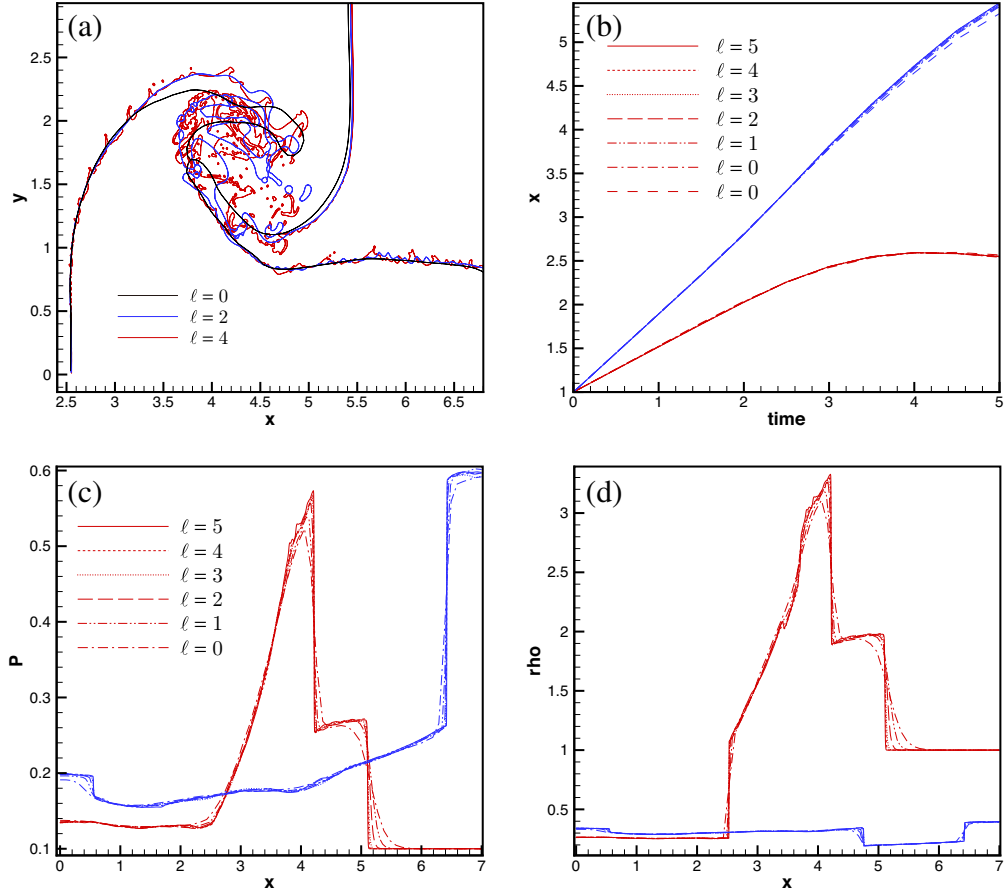 (a)
y
2.5
2
1.5
1
0.5
0
ℓ = 0
ℓ = 2
ℓ = 4
2.5 3 3.5 4 4.5 5 5.5 6 6.5
x
(b)
x
5
4.5
4
3.5
3
2.5
2
1.5
1
ℓ = 5
ℓ = 4
ℓ = 3
ℓ = 2
ℓ = 1
ℓ = 0
ℓ = 0
0 1 2 3 4 5
time
(c)
P
0.6
0.5
0.4
0.3
0.2
0.1
ℓ = 5
ℓ = 4
ℓ = 3
ℓ = 2
ℓ = 1
ℓ = 0
0 1 2 3 4 5 6 7
x
(d)
rho
3
2.5
2
1.5
1
0.5
0 1 2 3 4 5 6 7
x